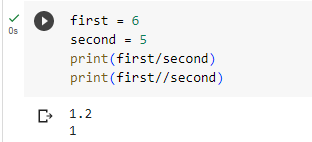 first = 6
0s
second = 5
print(first/second)
print(first//second)
1.2
1